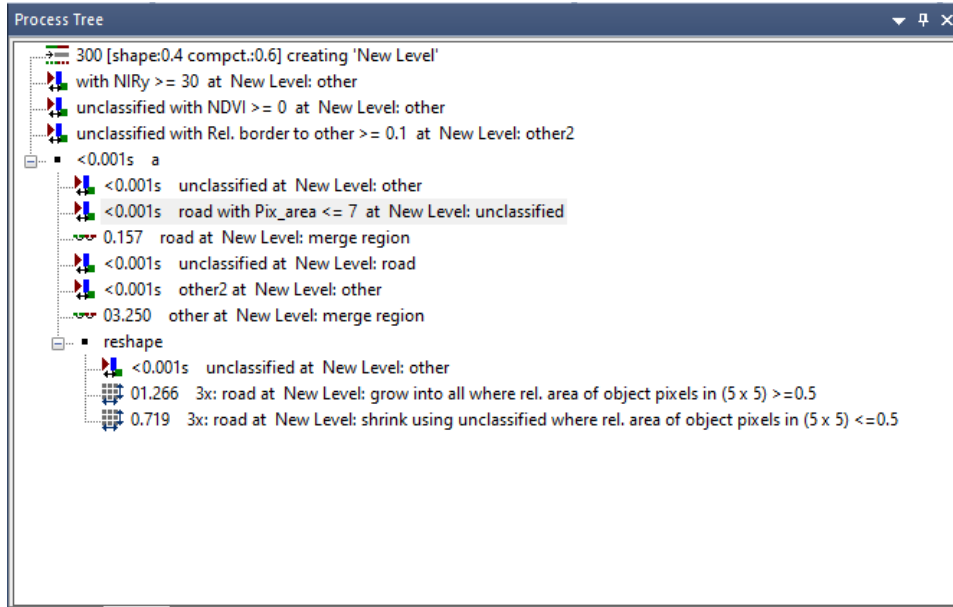 Process Tree
300 [shape:0.4 compct.:0.6] creating 'New Level'
with NIRy >= 30 at New Level: other
unclassified with NDVI >= 0 at New Level: other
unclassified with Rel. border to other >= 0.1 at New Level: other2
<0.001s a
<0.001s unclassified at New Level: other
<0.001s road with Pix_area <= 7 at New Level: unclassified
0.157 road at New Level: merge region
<0.001s unclassified at New Level: road
<0.001s other2 at New Level: other
03.250 other at New Level: merge region
reshape
<0.001s unclassified at New Level: other
01.266 3x: road at New Level: grow into all where rel. area of object pixels in (5 x 5) >=0.5
0.719 3x: road at New Level: shrink using unclassified where rel. area of object pixels in (5 x 5) <=0.5